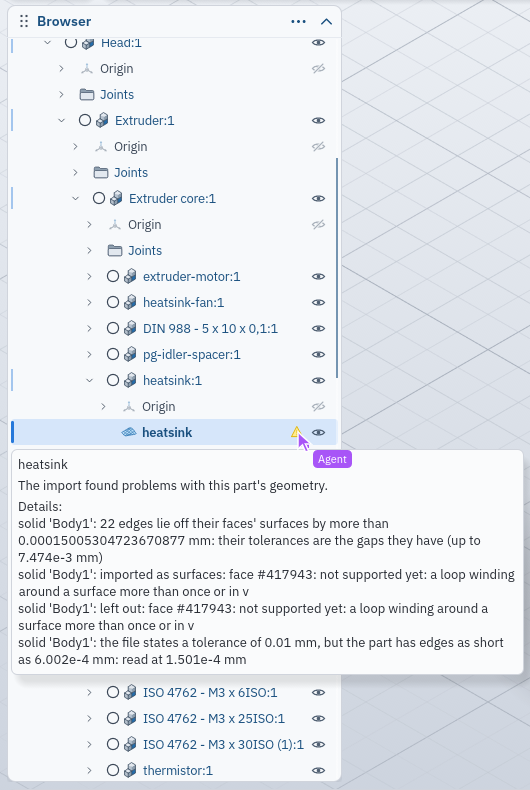 Browser
Head:1
Origin
Joints
Extruder:1
Origin
Joints
Extruder core:1
Origin
Joints
extruder-motor:1
heatsink-fan:1
DIN 988 - 5 x 10 x 0,1:1
pg-idler-spacer:1
heatsink:1
Origin
heatsink
Agent
heatsink
The import found problems with this part's geometry.
Details:
solid 'Body1': 22 edges lie off their faces' surfaces by more than
0.00015005304723670877 mm: their tolerances are the gaps they have (up to
7.474e-3 mm)
solid 'Body1': imported as surfaces: face #417943: not supported yet: a loop winding
around a surface more than once or in v
solid 'Body1': left out: face #417943: not supported yet: a loop winding around a
surface more than once or in v
solid 'Body1': the file states a tolerance of 0.01 mm, but the part has edges as short
as 6.002e-4 mm: read at 1.501e-4 mm
ISO 4762 - M3 x 6ISO:1
ISO 4762 - M3 x 25ISO:1
ISO 4762 - M3 x 30ISO (1):1
thermistor:1